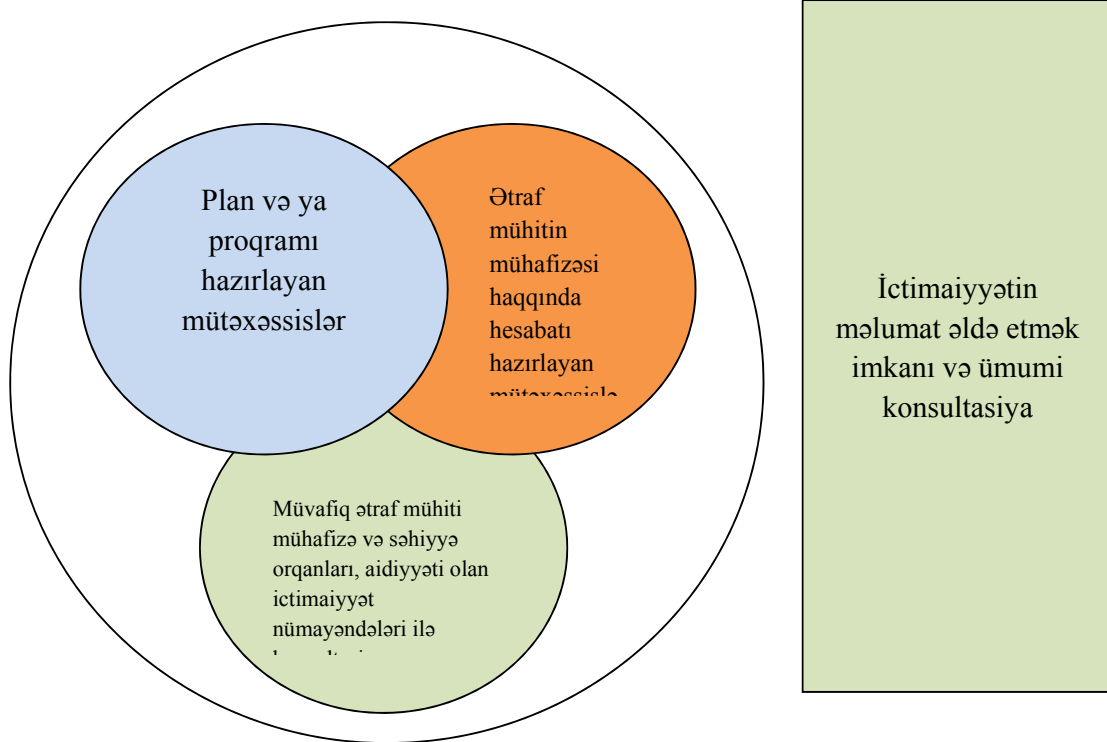 Plan və ya
proqramı
hazırlayan
mütəxəssislər
Ətraf
mühitin
mühafizəsi
haqqında
hesabatı
hazırlayan
mütəxəssislə
Müvafiq ətraf mühiti
mühafizə və səhiyyə
orqanları, aidiyyəti olan
ictimaiyyət
nümayəndələri ilə
İctimaiyyətin
məlumat əldə etmək
imkanı və ümumi
konsultasiya